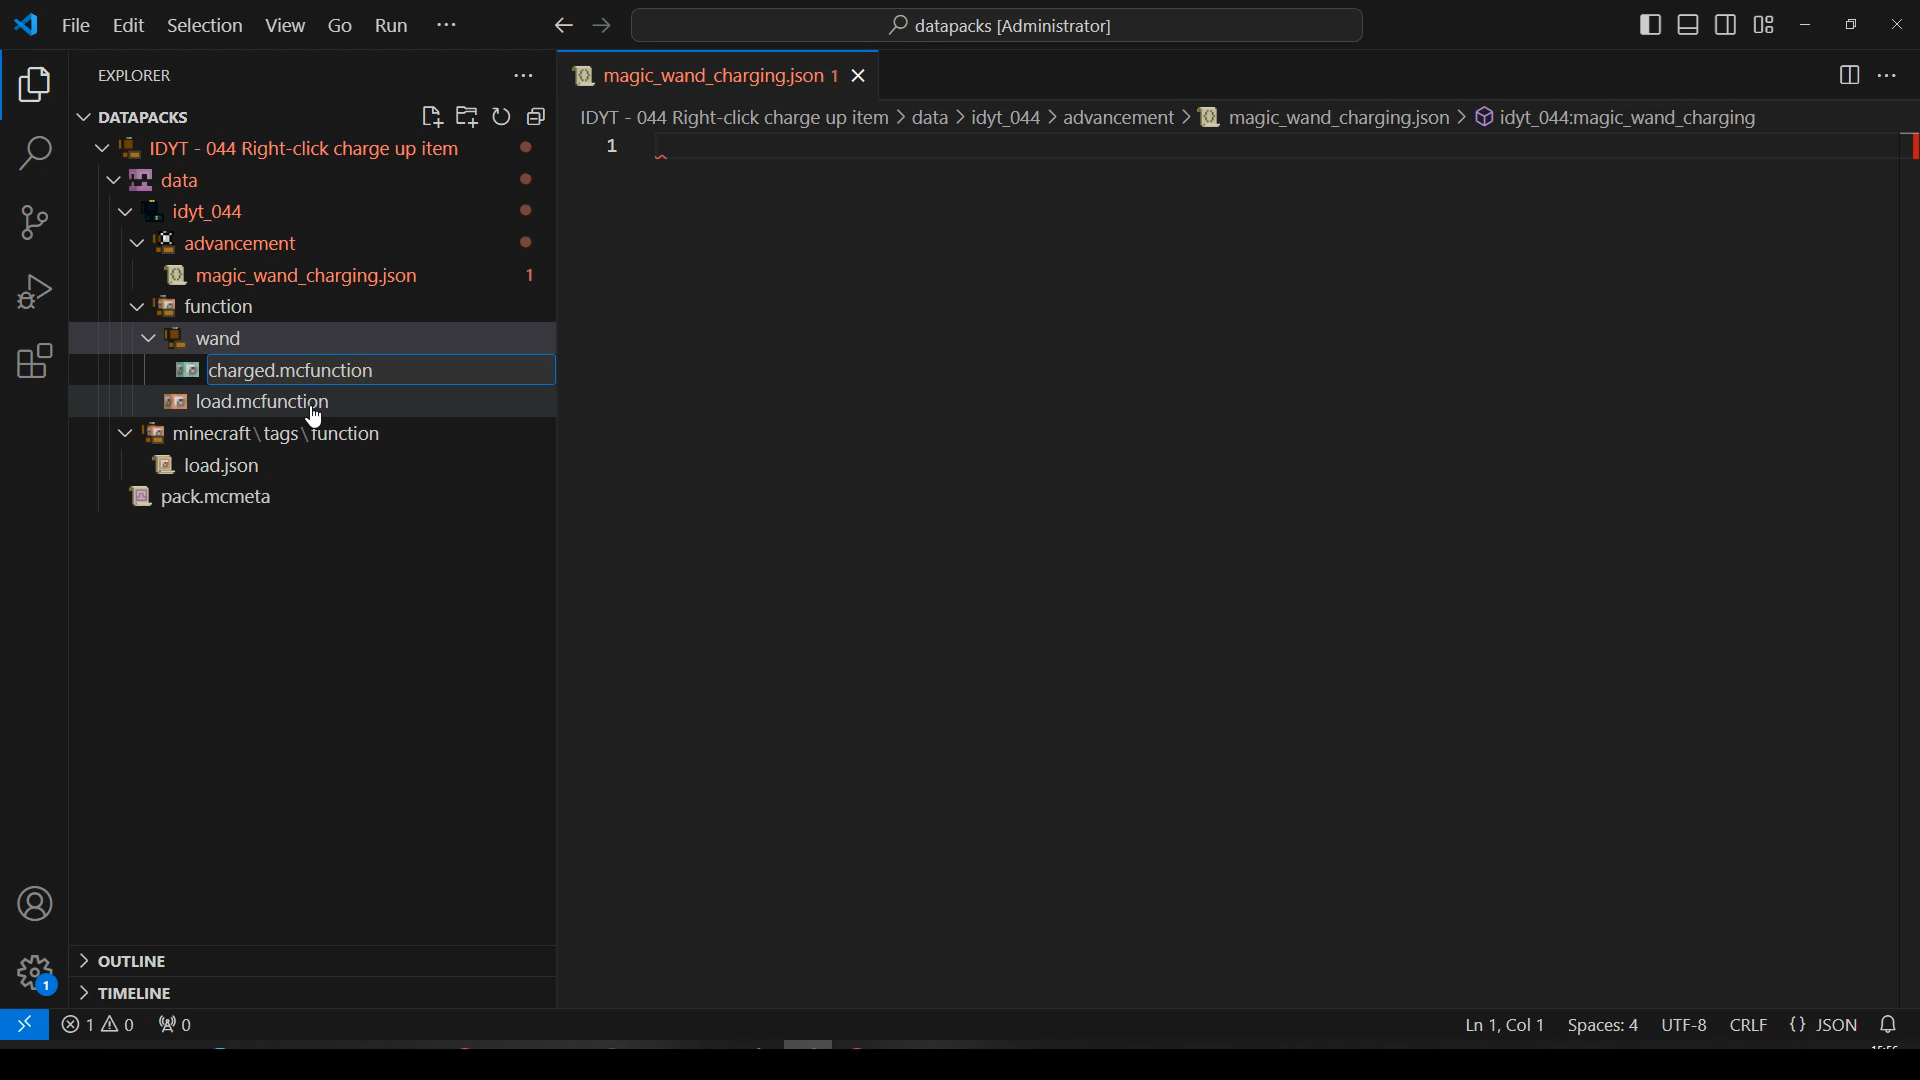 File Edit Selection View Go Run ··· datapacks [Administrator]
EXPLORER ···
magic_wand_charging.json 1
DATAPACKS
IDYT - 044 Right-click charge up item > data > idyt_044 > advancement > magic_wand_charging.json > idyt_044:magic_wand_charging
IDYT - 044 Right-click charge up item
1
data
idyt_044
advancement
magic_wand_charging.json 1
function
wand
charged.mcfunction
load.mcfunction
minecraft\tags\function
load.json
pack.mcmeta
OUTLINE
1
TIMELINE
1 0 0 Ln 1, Col 1 Spaces: 4 UTF-8 CRLF {} JSON